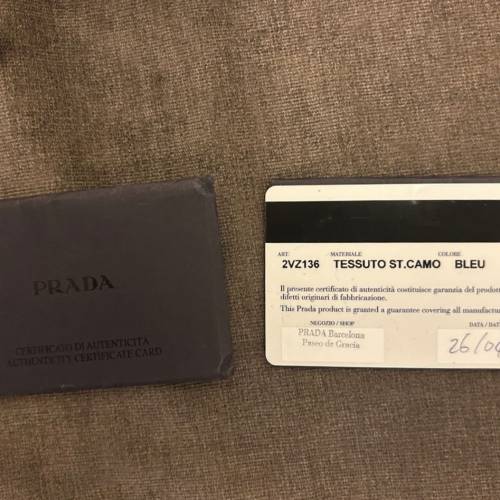 PRADA
CERTIFICATO DI AUTENTICITÀ
AUTHENTICITY CERTIFICATE CARD
ART. MATERIALE COLORE
2VZ136 TESSUTO ST.CAMO BLEU
Il presente certificato di autenticità costituisce garanzia del prodott
difetti originari di fabbricazione.
This Prada product is granted a guarantee covering all manufactu
NEGOZIO / SHOP DATA / DAT
PRADA Barcelona
Paseo de Gracia
26/04